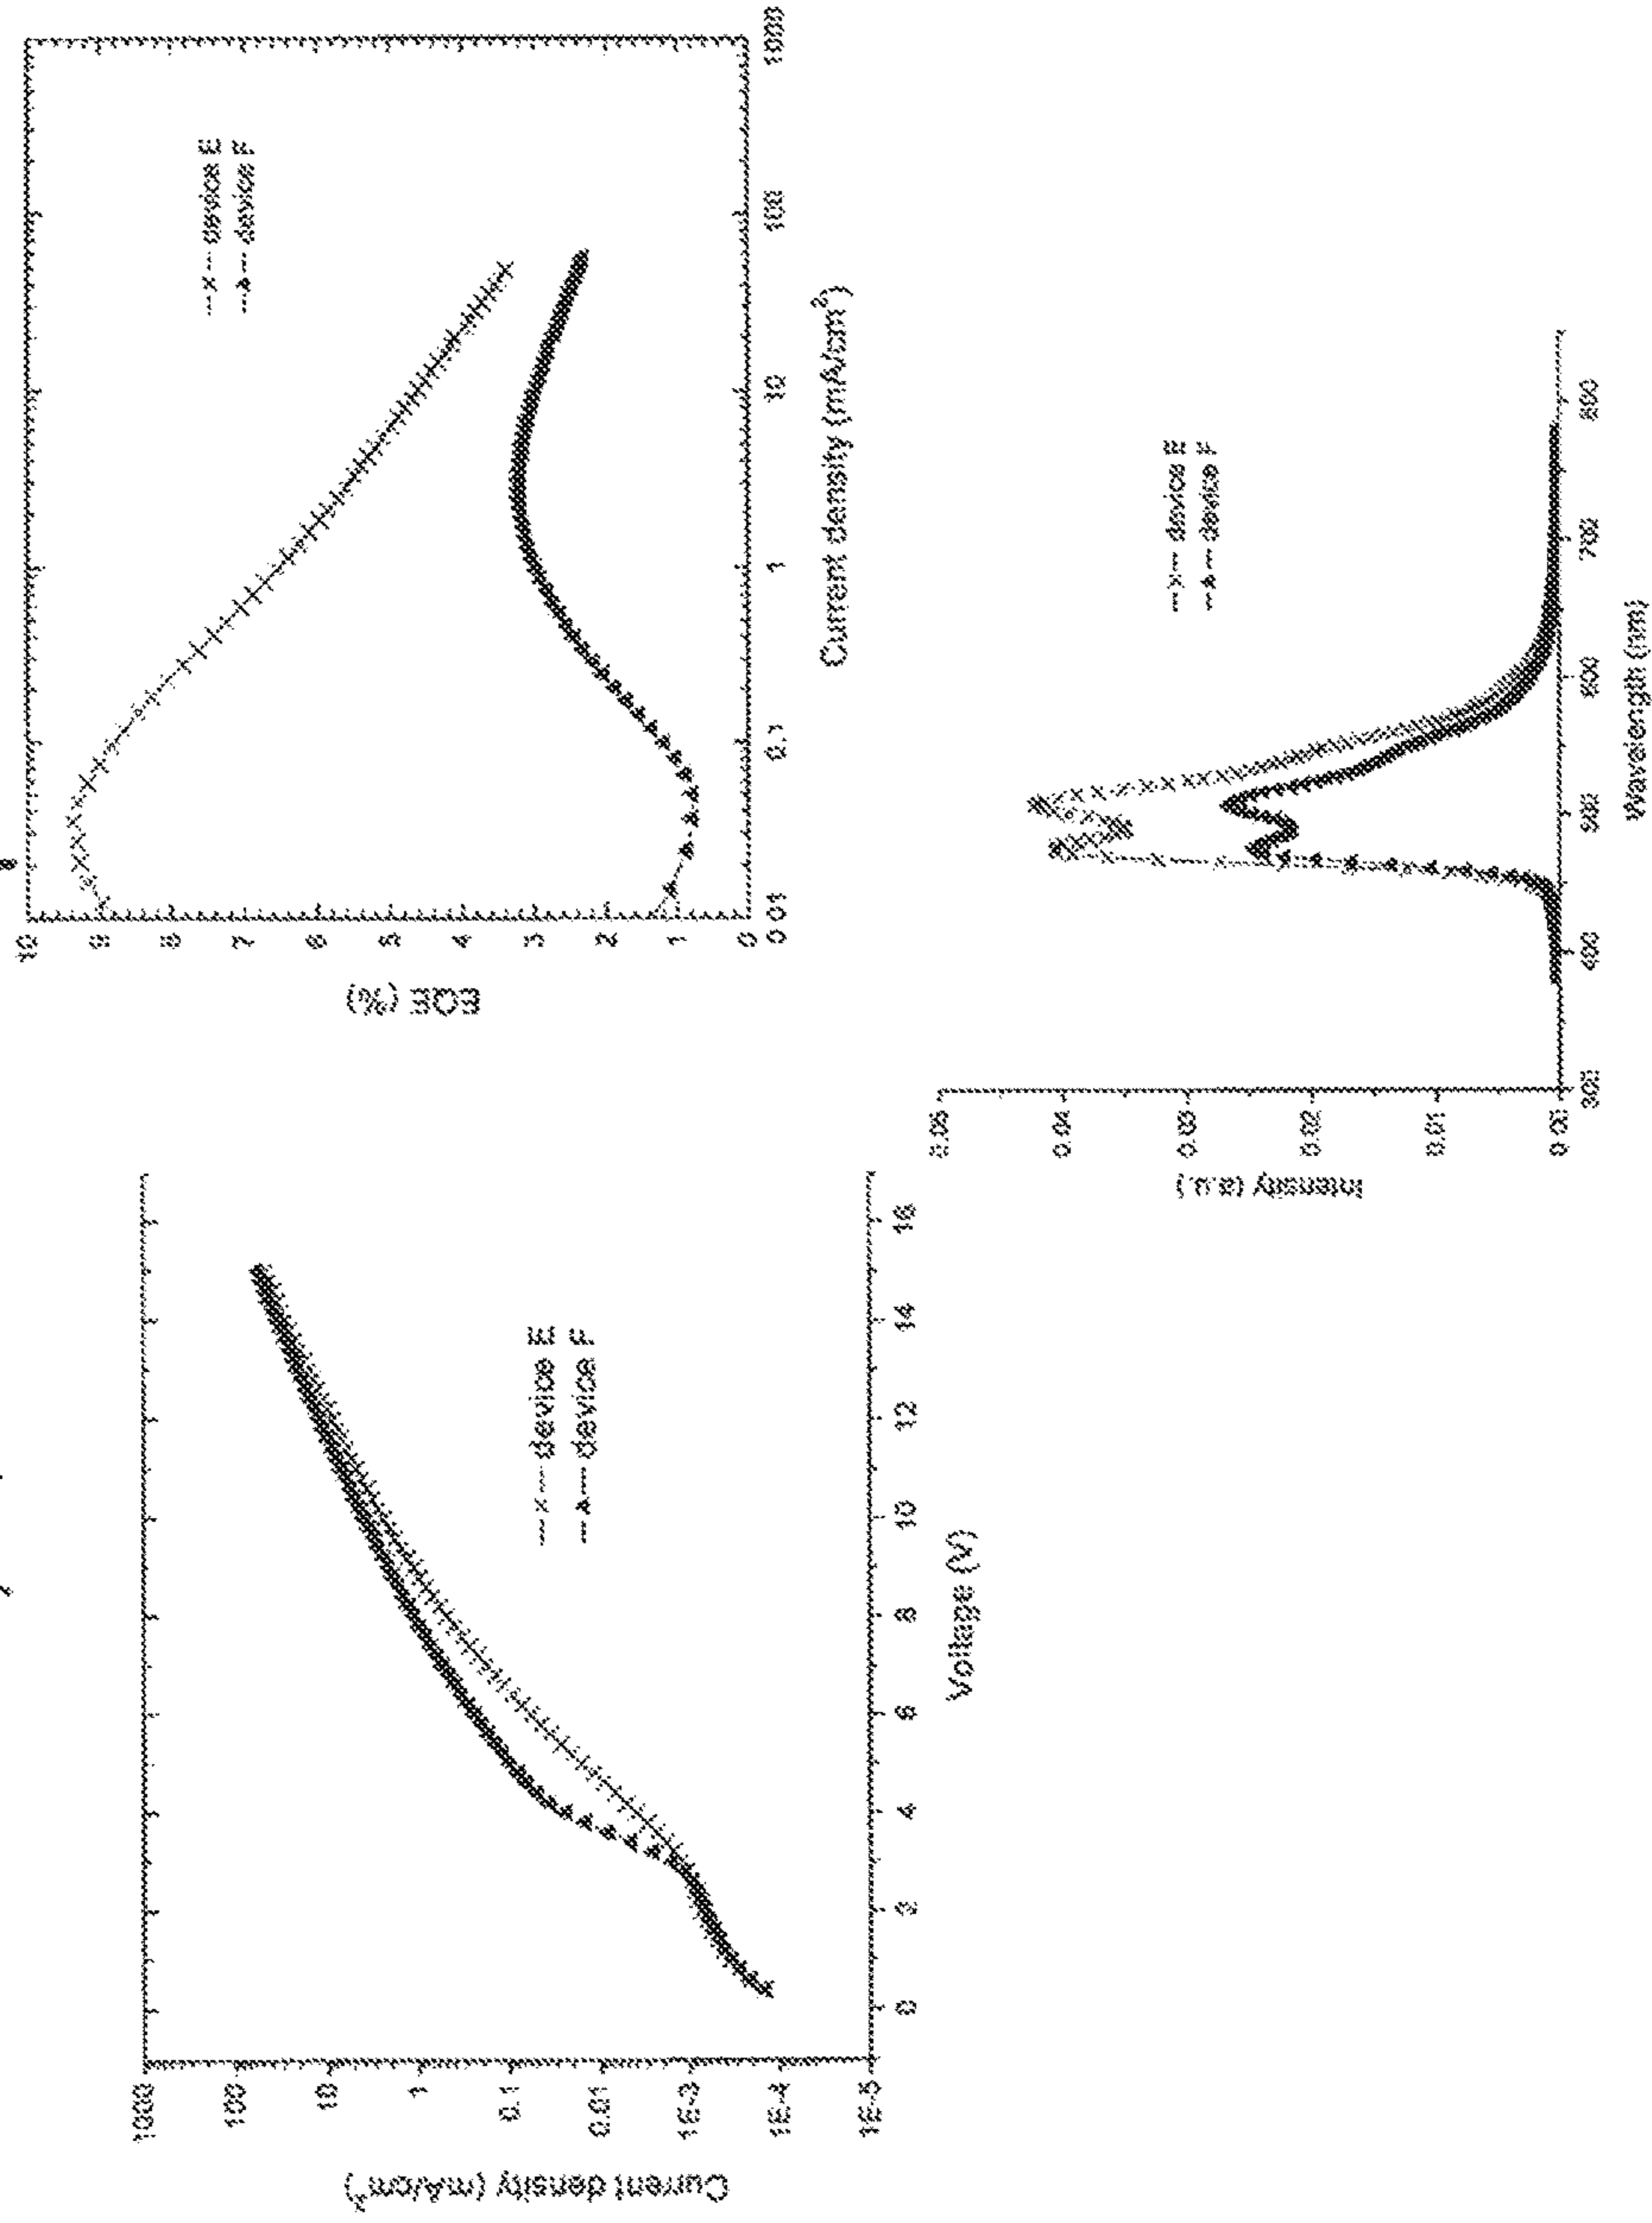 1000
100
10
1
0.1
0.01
1E-3
1E-4
1E-5
Current density (mA/cm²)
0
2
4
6
8
10
12
14
16
Voltage (V)
--x-- device E
--▲-- device F
10
9
8
7
6
5
4
3
2
1
0
EQE (%)
0.01
0.1
1
10
100
1000
Current density (mA/cm²)
--x-- device E
--▲-- device F
0.05
0.04
0.03
0.02
0.01
0.00
Intensity (a.u.)
300
400
500
600
700
800
Wavelength (nm)
--x-- device E
--▲-- device F